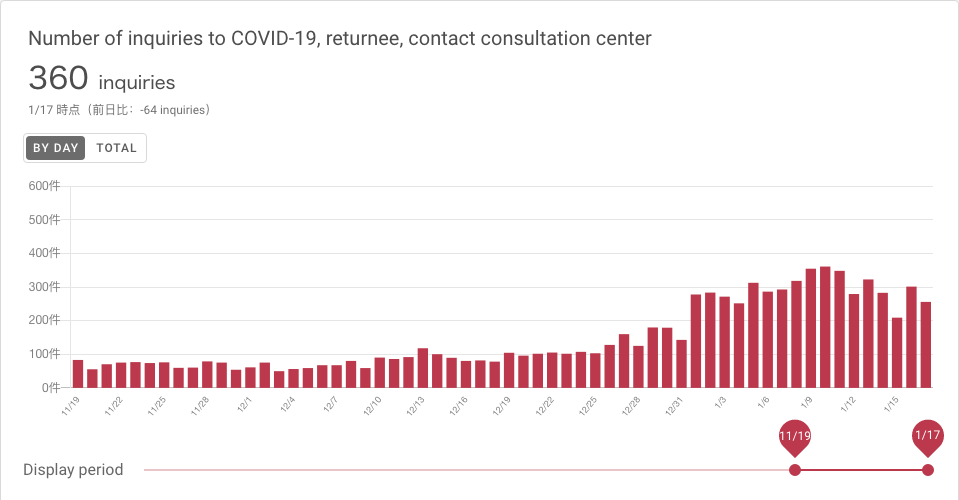 Number of inquiries to COVID-19, returnee, contact consultation center
360 inquiries
1/17 時点（前日比：-64 inquiries）
BY DAY TOTAL
600件
500件
400件
300件
200件
100件
0件
11/19 11/22 11/25 11/28 12/1 12/4 12/7 12/10 12/13 12/16 12/19 12/22 12/25 12/28 12/31 1/3 1/6 1/9 1/12 1/15
11/19 1/17
Display period